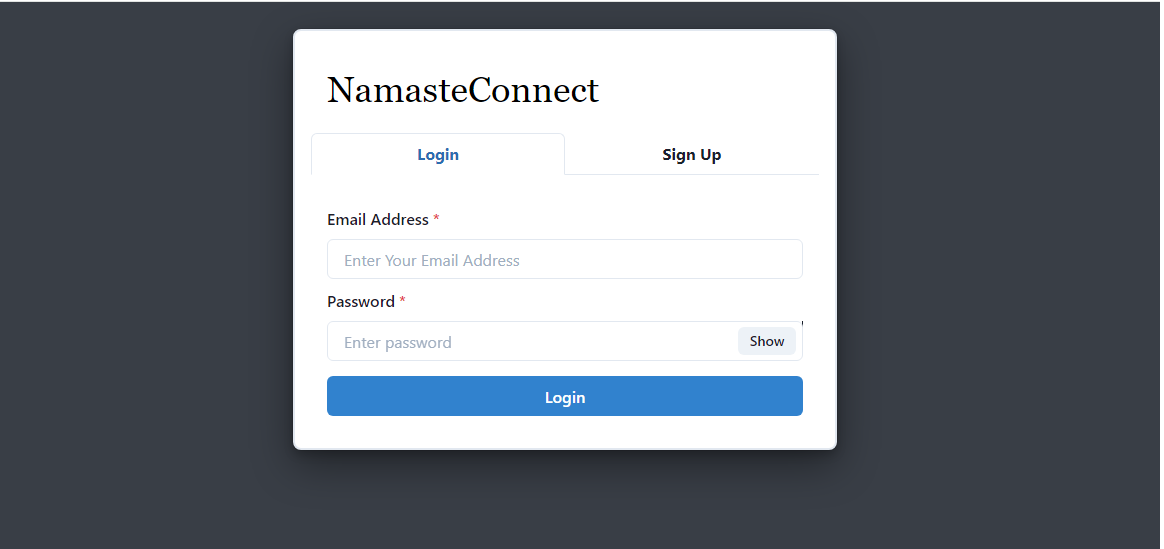 NamasteConnect
Login Sign Up
Email Address *
Enter Your Email Address
Password *
Enter password Show
Login